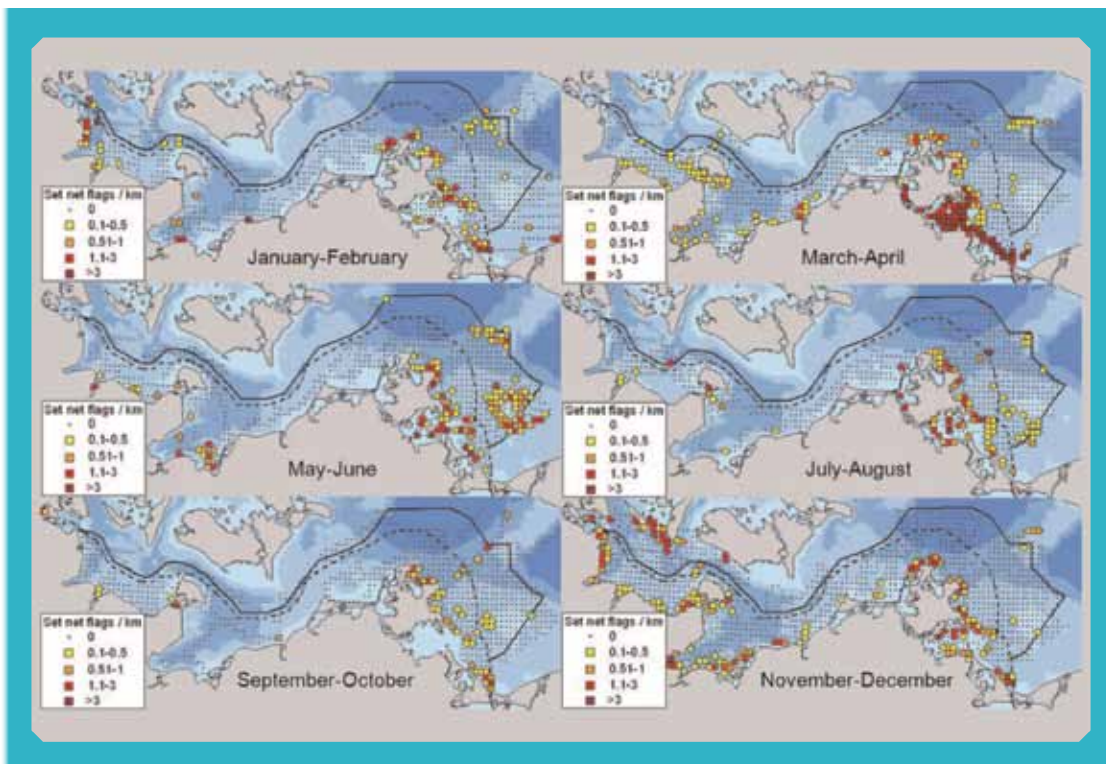 Set net flags / km
0
0.1-0.5
0.51-1
1.1-3
>3
January-February
Set net flags / km
0
0.1-0.5
0.51-1
1.1-3
>3
March-April
Set net flags / km
0
0.1-0.5
0.51-1
1.1-3
>3
May-June
Set net flags / km
0
0.1-0.5
0.51-1
1.1-3
>3
July-August
Set net flags / km
0
0.1-0.5
0.51-1
1.1-3
>3
September-October
Set net flags / km
0
0.1-0.5
0.51-1
1.1-3
>3
November-December